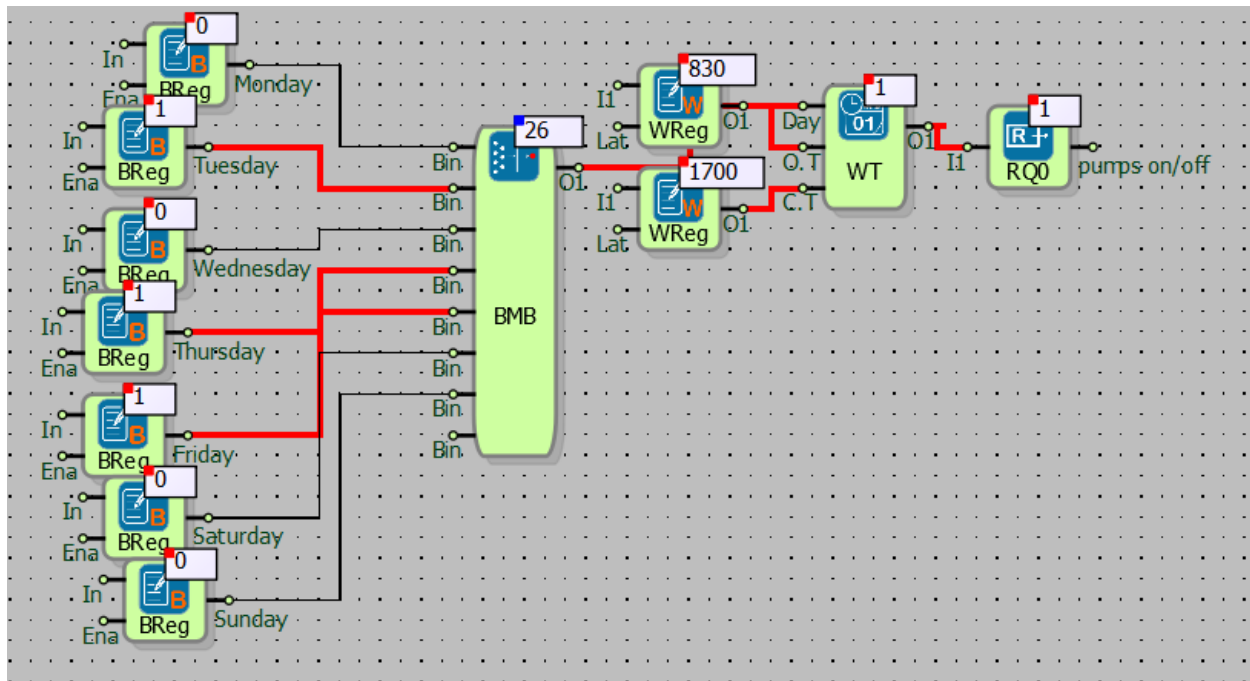 0
In
Ena
BReg
Monday
1
In
Ena
BReg
Tuesday
0
In
Ena
BReg
Wednesday
1
In
Ena
BReg
Thursday
1
In
Ena
BReg
Friday
0
In
Ena
BReg
Saturday
0
In
Ena
BReg
Sunday
26
Bin
Bin
Bin
Bin
Bin
Bin
Bin
Bin
BMB
O1
830
I1
Lat
WReg
O1
1700
I1
Lat
WReg
O1
1
Day
O.T
C.T
01
WT
O1
1
I1
R
RQ0
pumps on/off
B
B
B
B
B
B
B
W
W